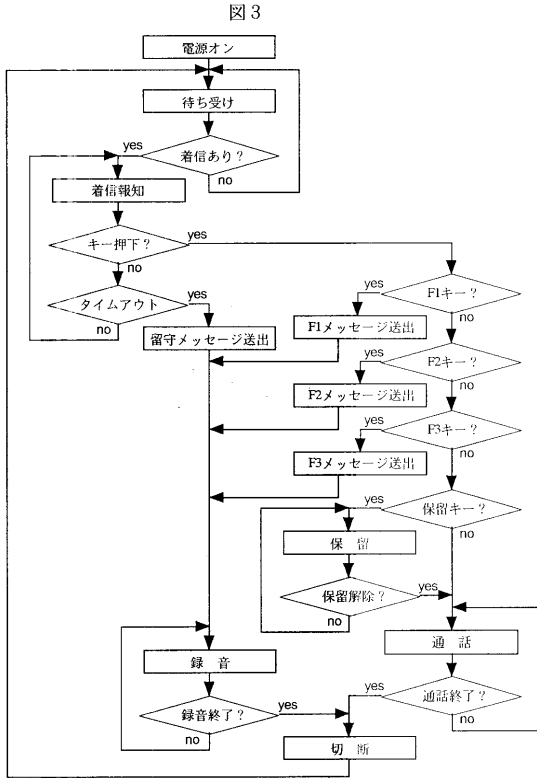 図3
電源オン
待ち受け
着信あり?
yes
no
着信報知
キー押下?
yes
no
タイムアウト
yes
no
留守メッセージ送出
F1キー?
yes
no
F1メッセージ送出
F2キー?
yes
no
F2メッセージ送出
F3キー?
yes
no
F3メッセージ送出
保留キー?
yes
no
保 留
保留解除?
yes
no
通 話
録 音
通話終了?
yes
no
録音終了?
yes
no
切 断